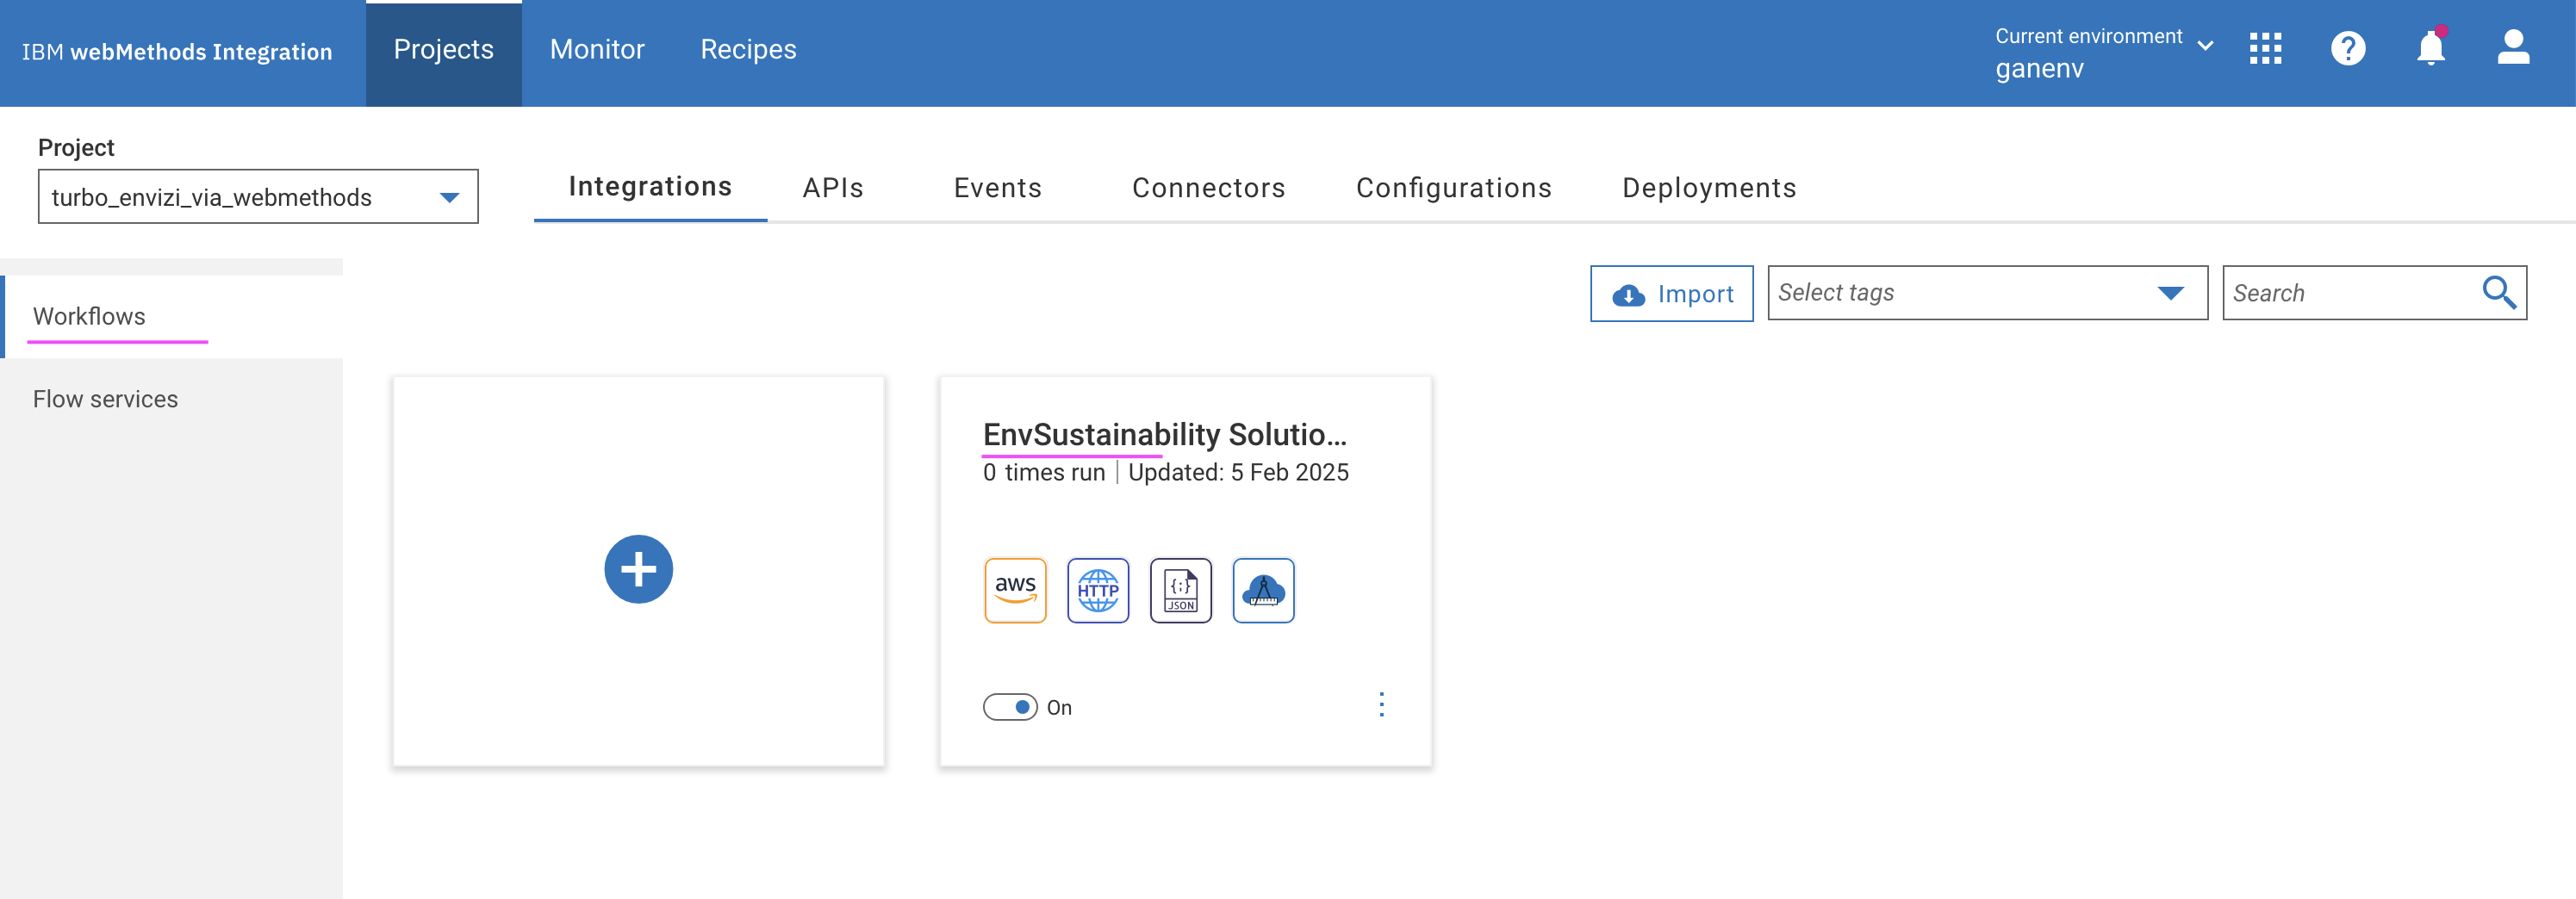 IBM webMethods Integration
Projects
Monitor
Recipes
Current environment
ganenv
Project
turbo_envizi_via_webmethods
Integrations
APIs
Events
Connectors
Configurations
Deployments
Workflows
Flow services
Import
Select tags
Search
EnvSustainability Solutio...
0 times run | Updated: 5 Feb 2025
aws
HTTP
{;}
JSON
On